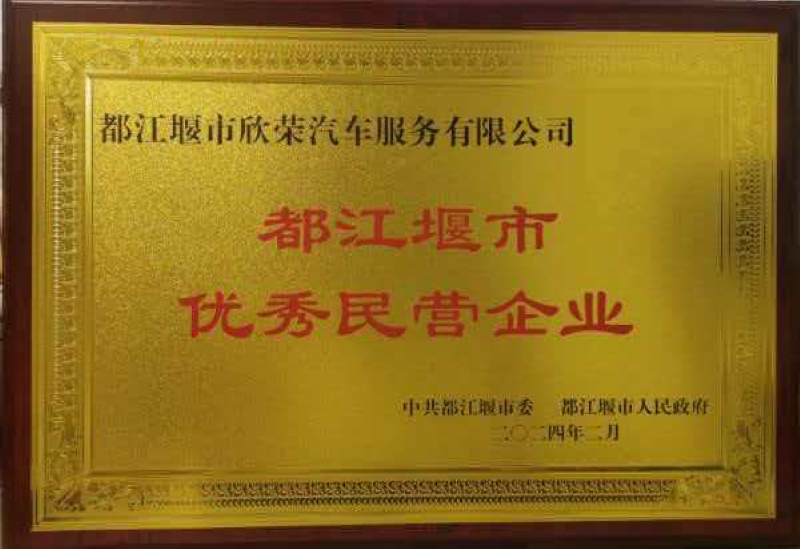 都江堰市欣荣汽车服务有限公司
都江堰市
优秀民营企业
中共都江堰市委 都江堰市人民政府
二〇二四年二月